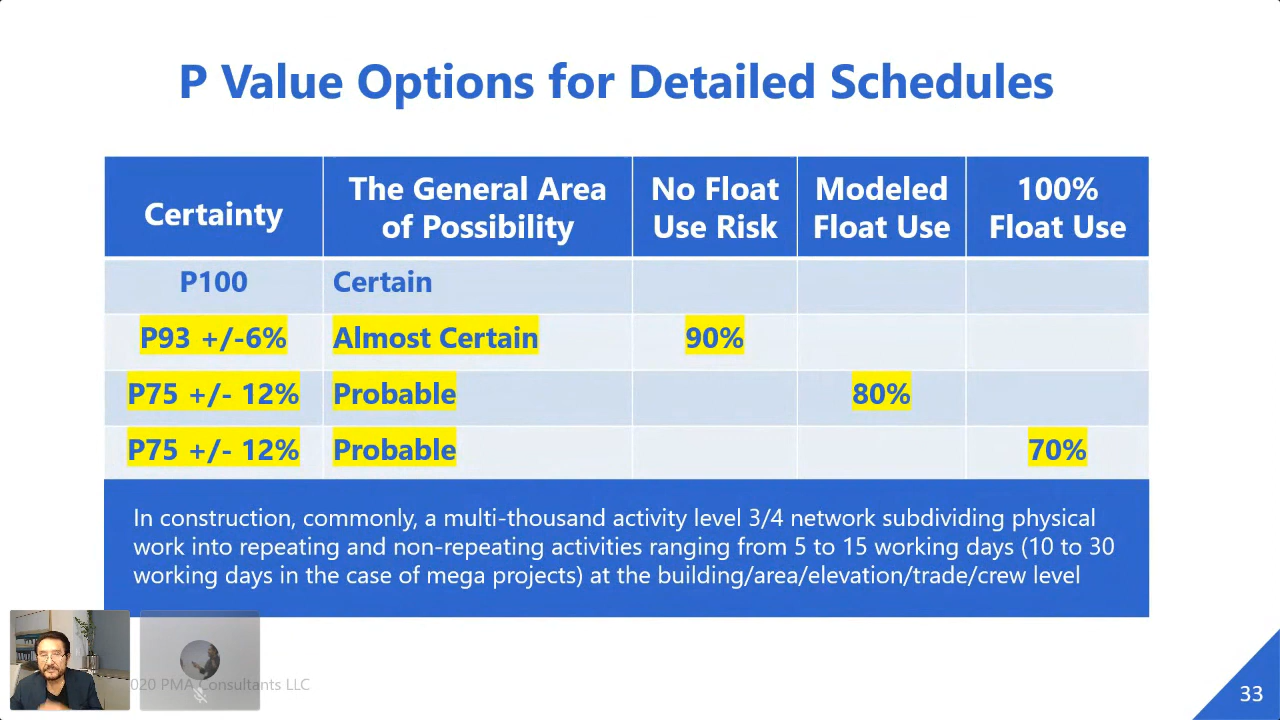 P Value Options for Detailed Schedules
Certainty
The General Area
of Possibility
No Float
Use Risk
Modeled
Float Use
100%
Float Use
P100 Certain
P93 +/-6% Almost Certain 90%
P75 +/- 12% Probable 80%
P75 +/- 12% Probable 70%
In construction, commonly, a multi-thousand activity level 3/4 network subdividing physical
work into repeating and non-repeating activities ranging from 5 to 15 working days (10 to 30
working days in the case of mega projects) at the building/area/elevation/trade/crew level
020 PMA Consultants LLC
33